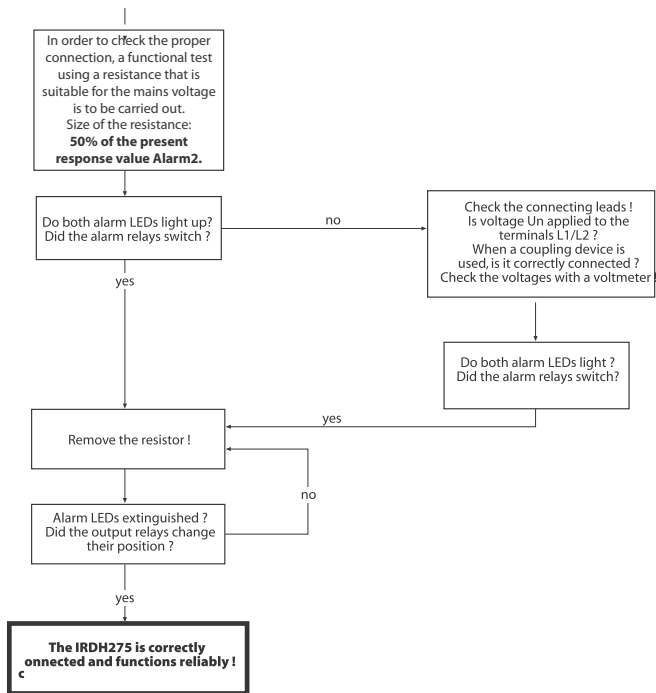 In order to check the proper
connection, a functional test
using a resistance that is
suitable for the mains voltage
is to be carried out.
Size of the resistance:
50% of the present
response value Alarm2.
Do both alarm LEDs light up?
Did the alarm relays switch ?
no
Check the connecting leads !
Is voltage Un applied to the
terminals L1/L2 ?
When a coupling device is
used, is it correctly connected ?
Check the voltages with a voltmeter !
yes
Do both alarm LEDs light ?
Did the alarm relays switch?
yes
Remove the resistor !
no
Alarm LEDs extinguished ?
Did the output relays change
their position ?
yes
The IRDH275 is correctly
onnected and functions reliably !
c